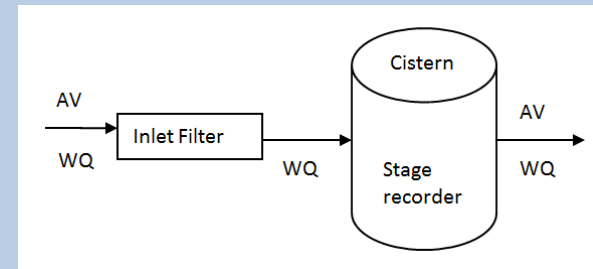 AV
WQ
Inlet Filter
WQ
Cistern
Stage
recorder
AV
WQ